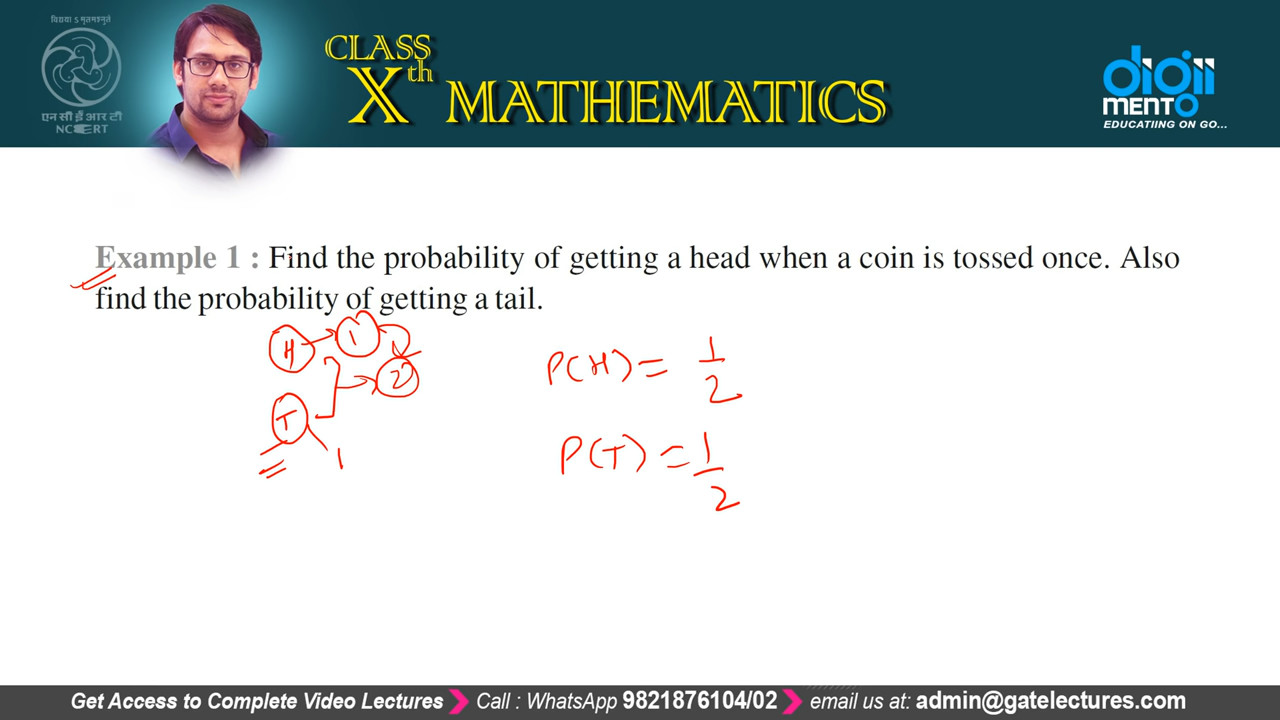 विद्यया ऽ मृतमश्नुते
एन सी ई आर टी
NCERT
CLASS
Xth MATHEMATICS
digii
mento
EDUCATIING ON GO...
Example 1 : Find the probability of getting a head when a coin is tossed once. Also
find the probability of getting a tail.
H → 1
2
T
1
P(H) = 1/2
P(T) = 1/2
Get Access to Complete Video Lectures Call : WhatsApp 9821876104/02 email us at: admin@gatelectures.com